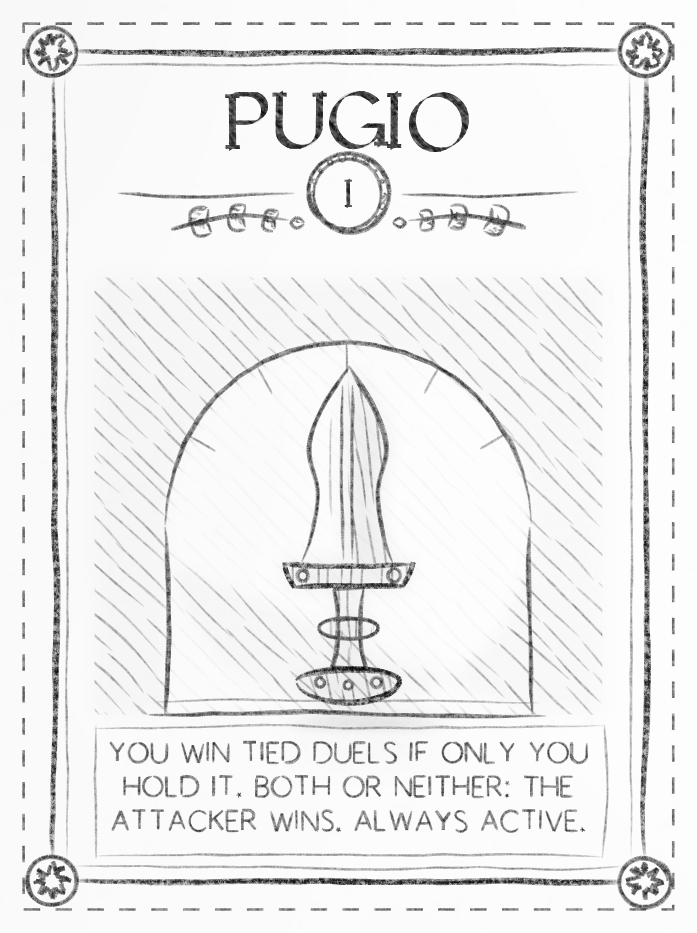 PUGIO
I
YOU WIN TIED DUELS IF ONLY YOU
HOLD IT. BOTH OR NEITHER: THE
ATTACKER WINS. ALWAYS ACTIVE.